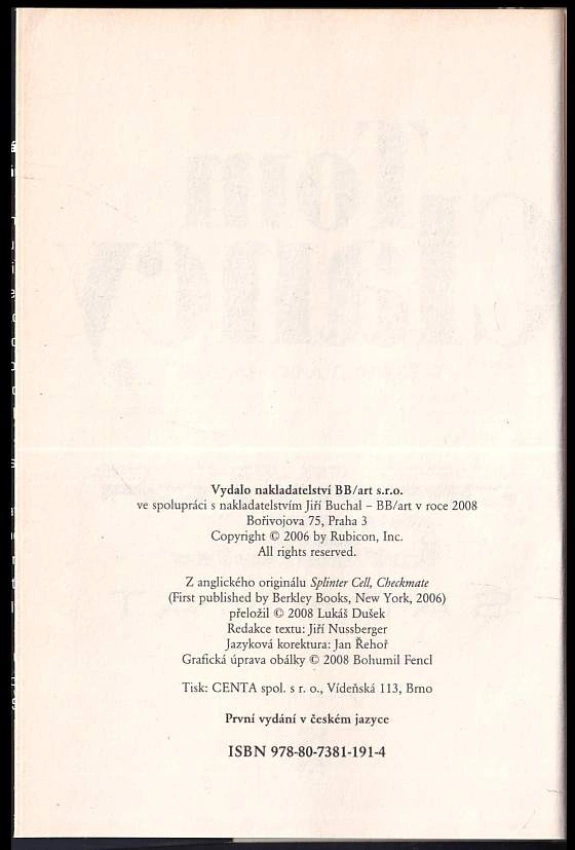 Vydalo nakladatelství BB/art s.r.o.
ve spolupráci s nakladatelstvím Jiří Buchal – BB/art v roce 2008
Bořivojova 75, Praha 3
Copyright © 2006 by Rubicon, Inc.
All rights reserved.
Z anglického originálu Splinter Cell, Checkmate
(First published by Berkley Books, New York, 2006)
přeložil © 2008 Lukáš Dušek
Redakce textu: Jiří Nussberger
Jazyková korektura: Jan Řehoř
Grafická úprava obálky © 2008 Bohumil Fencl
Tisk: CENTA spol. s r. o., Vídeňská 113, Brno
První vydání v českém jazyce
ISBN 978-80-7381-191-4